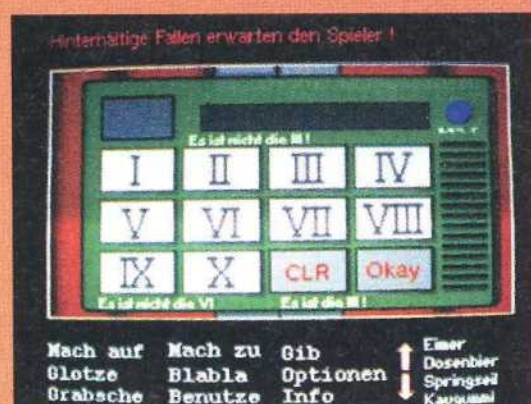 Hinterhältige Fallen erwarten den Spieler !
Es ist nicht die III !
I II III IV
V VI VII VIII
IX X CLR Okay
Es ist nicht die VI Es ist die III !
Mach auf Mach zu Gib Eimer
Glotze Blabla Optionen Dosenbier
Grabsche Benutze Info Springseil
Kaugummi